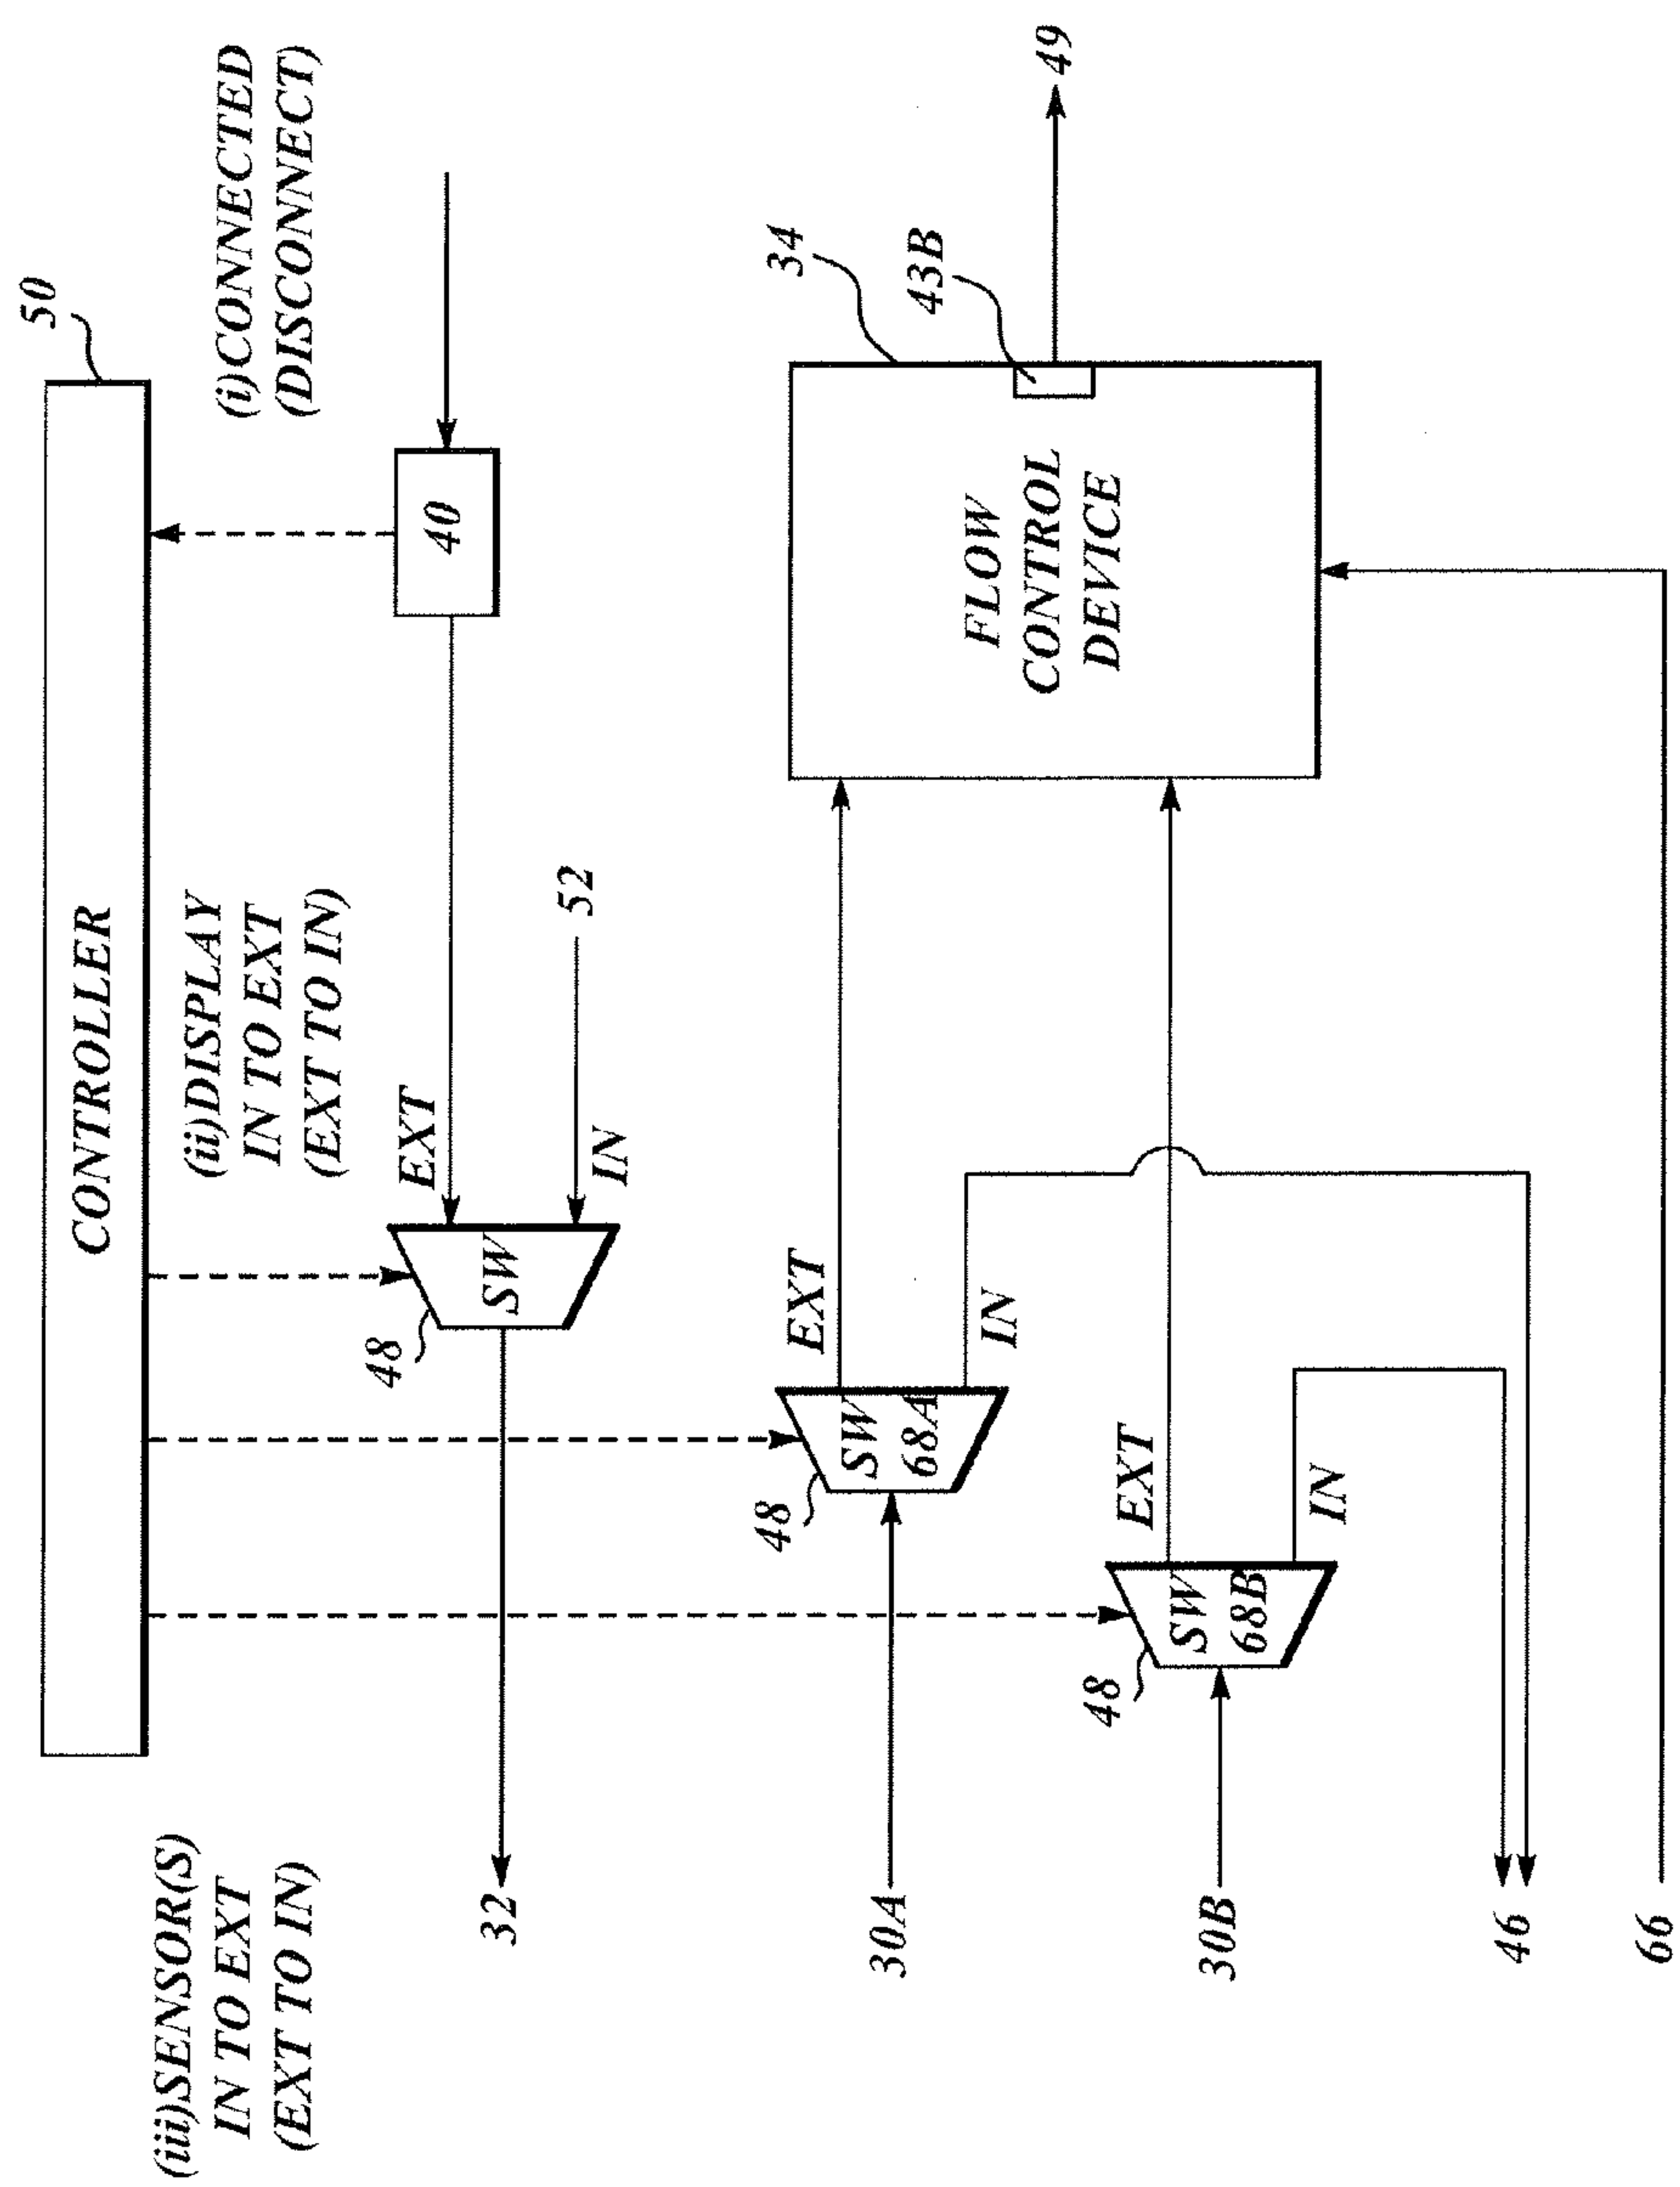 50
CONTROLLER
(iii)SENSOR(S)
IN TO EXT
(EXT TO IN)
(ii)DISPLAY
IN TO EXT
(EXT TO IN)
(i)CONNECTED
(DISCONNECT)
48
EXT
40
32
SW
52
IN
48
EXT
34
30A
SW
68A
IN
43B
FLOW
CONTROL
DEVICE
49
48
EXT
30B
SW
68B
IN
46
66